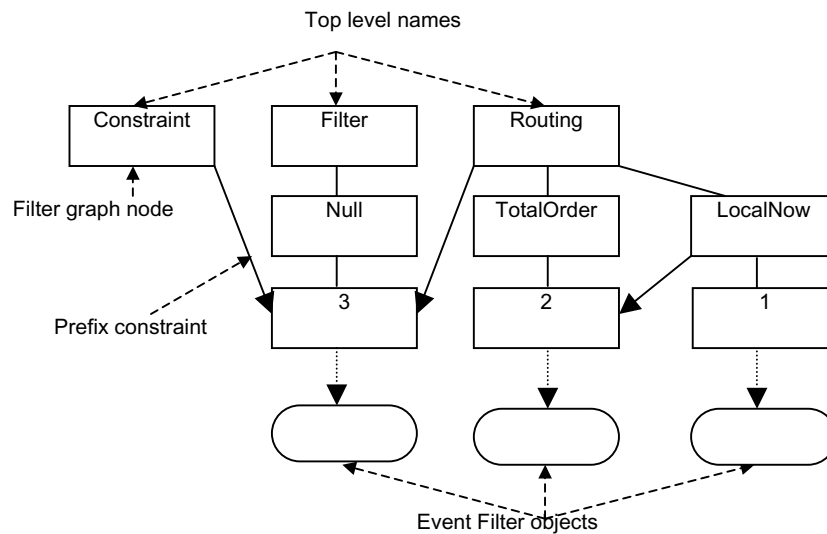 Top level names
Constraint
Filter
Routing
Filter graph node
Null
TotalOrder
LocalNow
Prefix constraint
3
2
1
Event Filter objects